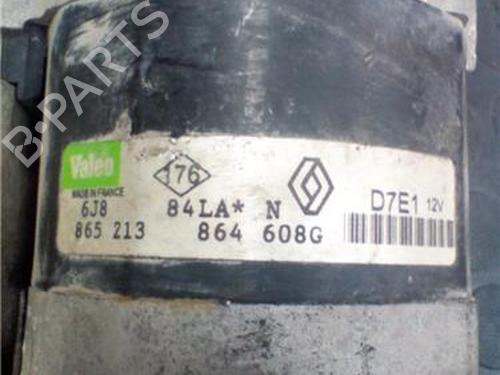 B-PARTS
Valeo
MADE IN FRANCE
176
6J8 84LA* N D7E1 12V
865 213 864 608G